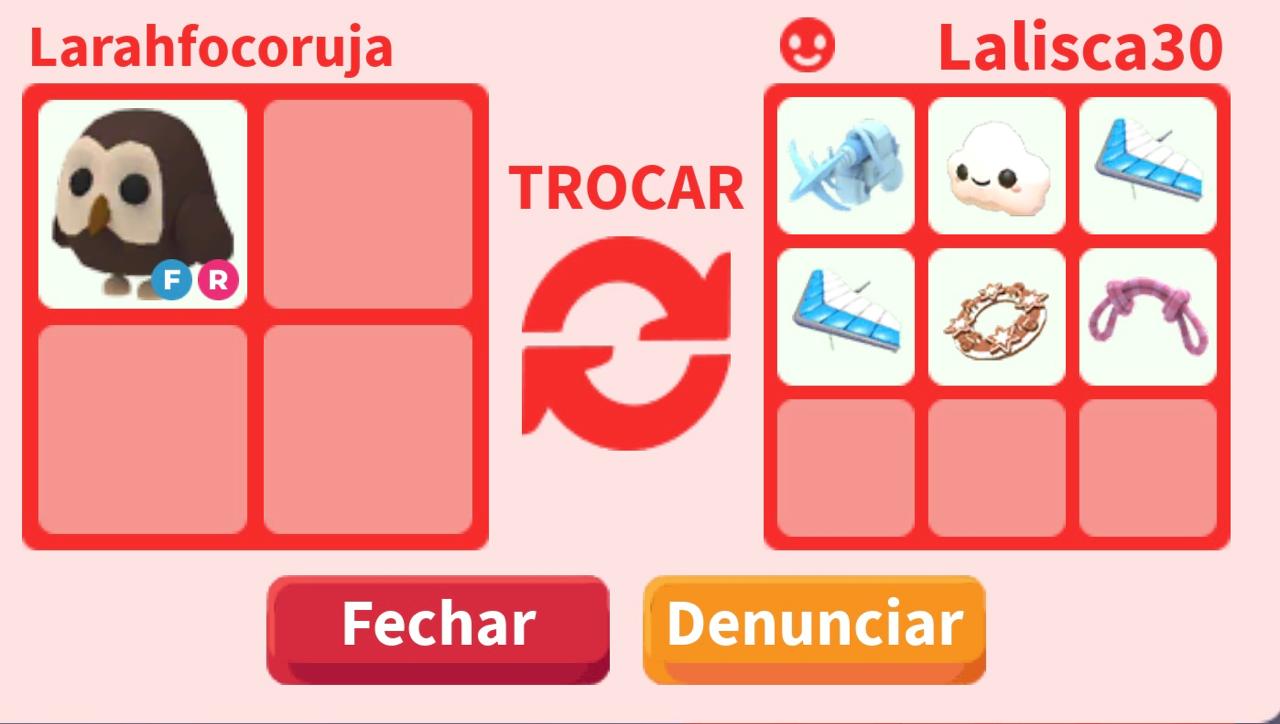 Larahfocoruja
Lalisca30
TROCAR
F R
Fechar
Denunciar